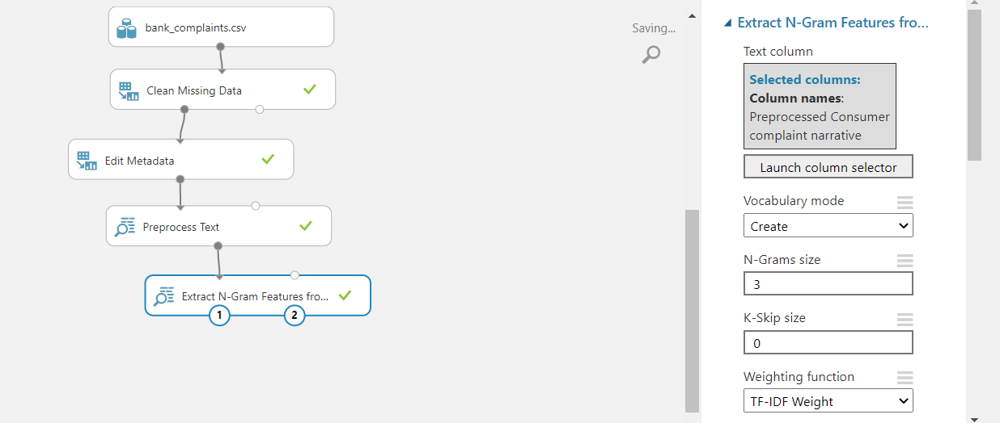 bank_complaints.csv
Clean Missing Data
Edit Metadata
Preprocess Text
Extract N-Gram Features fro...
1
2
Saving...
Extract N-Gram Features fro...
Text column
Selected columns:
Column names:
Preprocessed Consumer
complaint narrative
Launch column selector
Vocabulary mode
Create
N-Grams size
3
K-Skip size
0
Weighting function
TF-IDF Weight